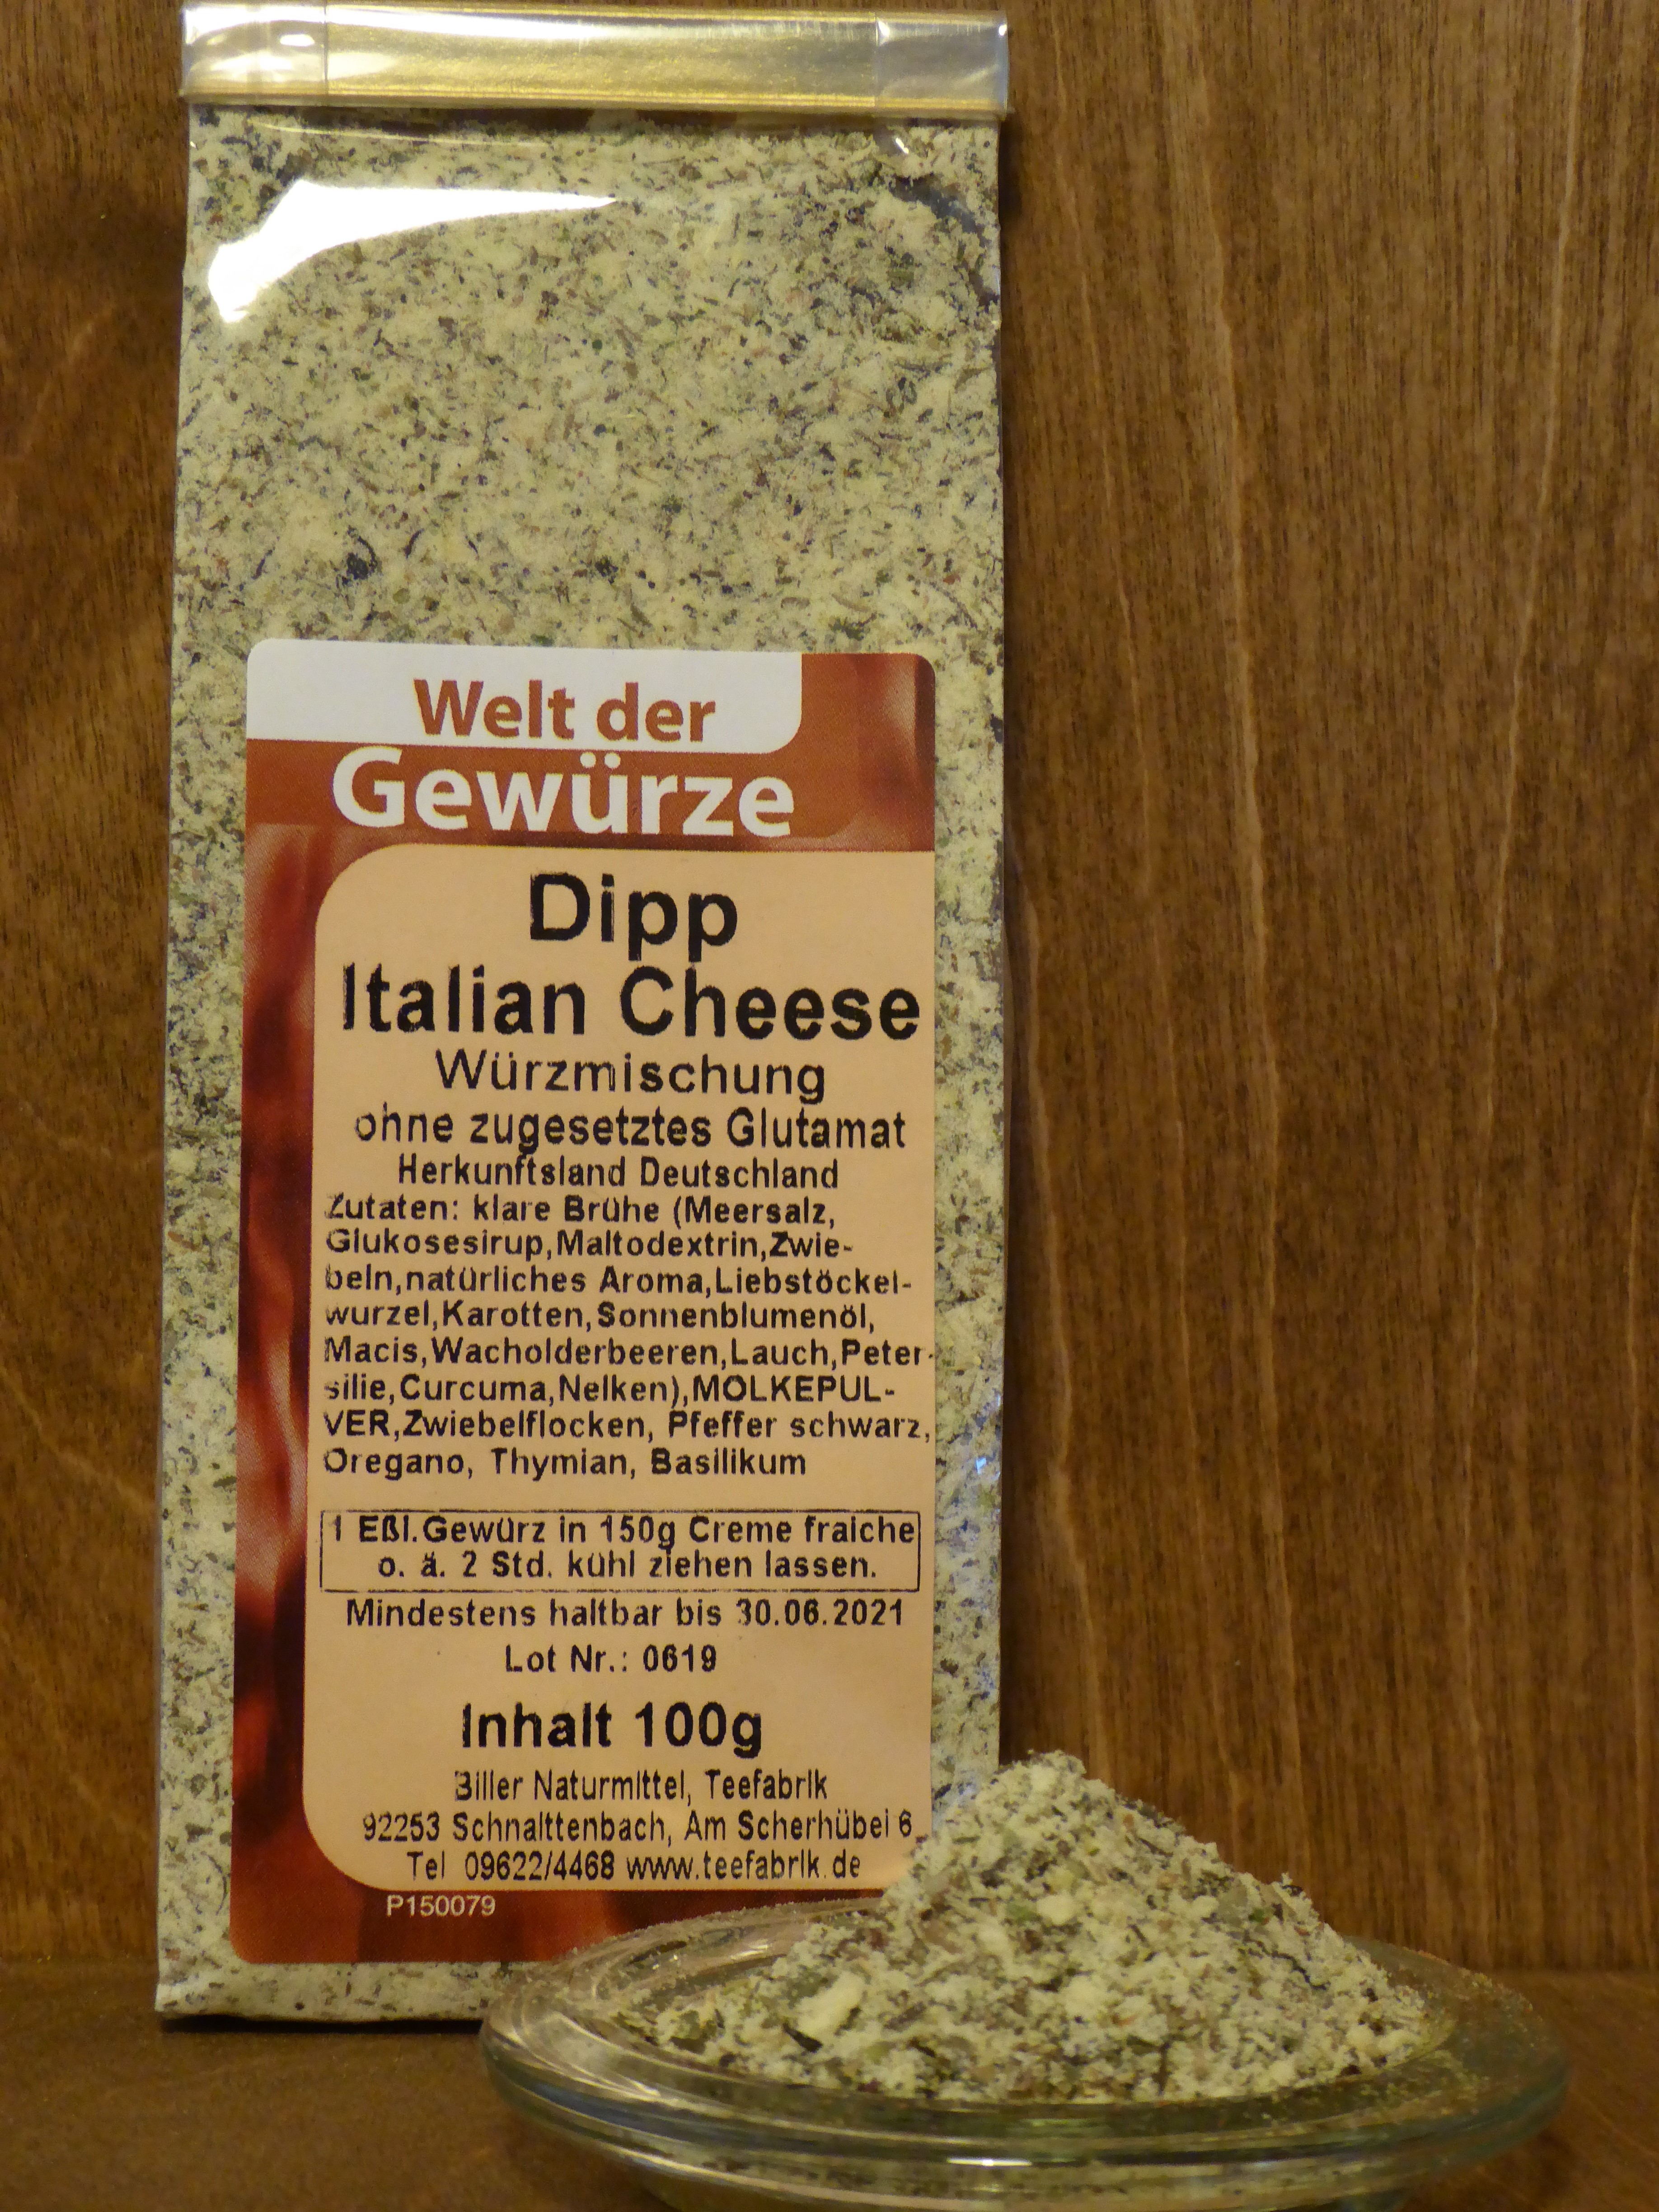 Welt der
Gewürze
Dipp
Italian Cheese
Würzmischung
ohne zugesetztes Glutamat
Herkunftsland Deutschland
Zutaten: klare Brühe (Meersalz,
Glukosesirup,Maltodextrin,Zwie-
beln,natürliches Aroma,Liebstöckel-
wurzel,Karotten,Sonnenblumenöl,
Macis,Wacholderbeeren,Lauch,Peter-
silie,Curcuma,Nelken),MOLKEPUL-
VER,Zwiebelflocken, Pfeffer schwarz,
Oregano, Thymian, Basilikum
1 Eßl.Gewürz in 150g Creme fraiche
o. ä. 2 Std. kühl ziehen lassen.
Mindestens haltbar bis 30.06.2021
Lot Nr.: 0619
Inhalt 100g
Biller Naturmittel, Teefabrik
92253 Schnaittenbach, Am Scherhübel 6
Tel 09622/4468 www.teefabrik.de
P150079